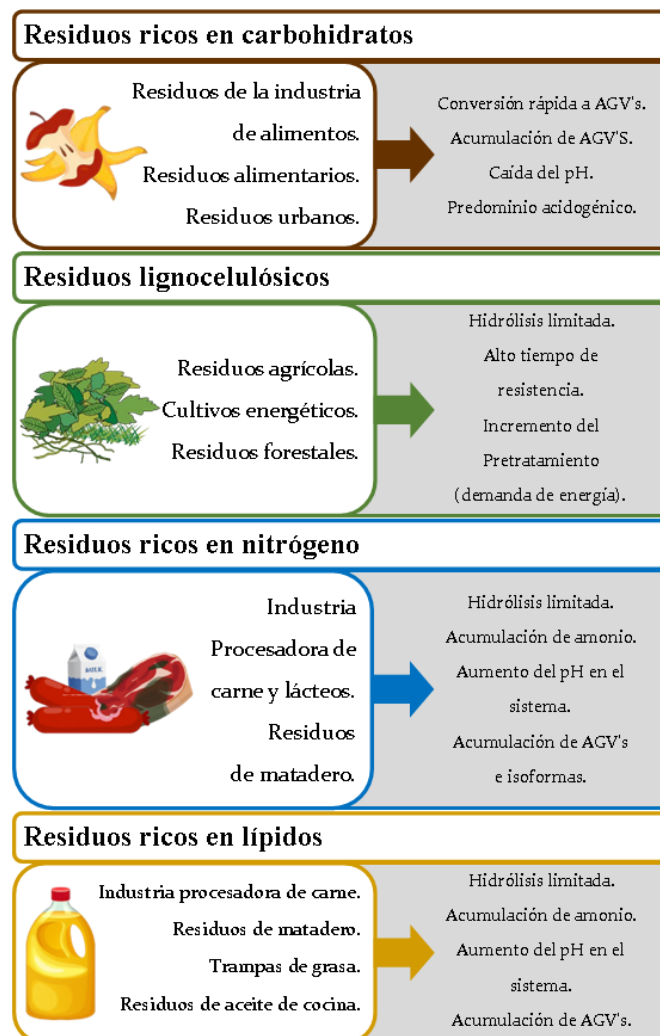 Residuos ricos en carbohidratos
Residuos de la industria
de alimentos.
Residuos alimentarios.
Residuos urbanos.
Conversión rápida a AGV's.
Acumulación de AGV'S.
Caída del pH.
Predominio acidogénico.
Residuos lignocelulósicos
Residuos agrícolas.
Cultivos energéticos.
Residuos forestales.
Hidrólisis limitada.
Alto tiempo de
resistencia.
Incremento del
Pretratamiento
(demanda de energía).
Residuos ricos en nitrógeno
MILK
Industria
Procesadora de
carne y lácteos.
Residuos
de matadero.
Hidrólisis limitada.
Acumulación de amonio.
Aumento del pH en el
sistema.
Acumulación de AGV's
e isoformas.
Residuos ricos en lípidos
Industria procesadora de carne.
Residuos de matadero.
Trampas de grasa.
Residuos de aceite de cocina.
Hidrólisis limitada.
Acumulación de amonio.
Aumento del pH en el
sistema.
Acumulación de AGV's.